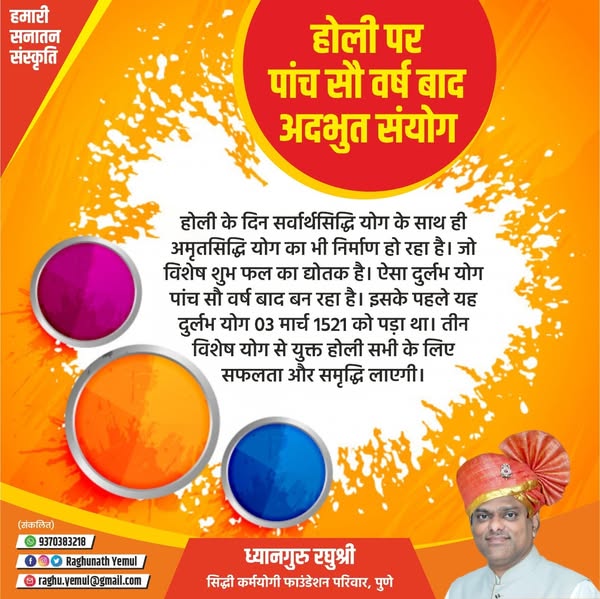 हमारी
सनातन
संस्कृति
होली पर
पांच सौ वर्ष बाद
अदभुत संयोग
होली के दिन सर्वार्थसिद्धि योग के साथ ही
अमृतसिद्धि योग का भी निर्माण हो रहा है। जो
विशेष शुभ फल का द्योतक है। ऐसा दुर्लभ योग
पांच सौ वर्ष बाद बन रहा है। इसके पहले यह
दुर्लभ योग 03 मार्च 1521 को पड़ा था। तीन
विशेष योग से युक्त होली सभी के लिए
सफलता और समृद्धि लाएगी।
(संकलित)
9370383218
Raghunath Yemul
raghu.yemul@gmail.com
ध्यानगुरु रघुश्री
सिद्धी कर्मयोगी फाउंडेशन परिवार, पुणे